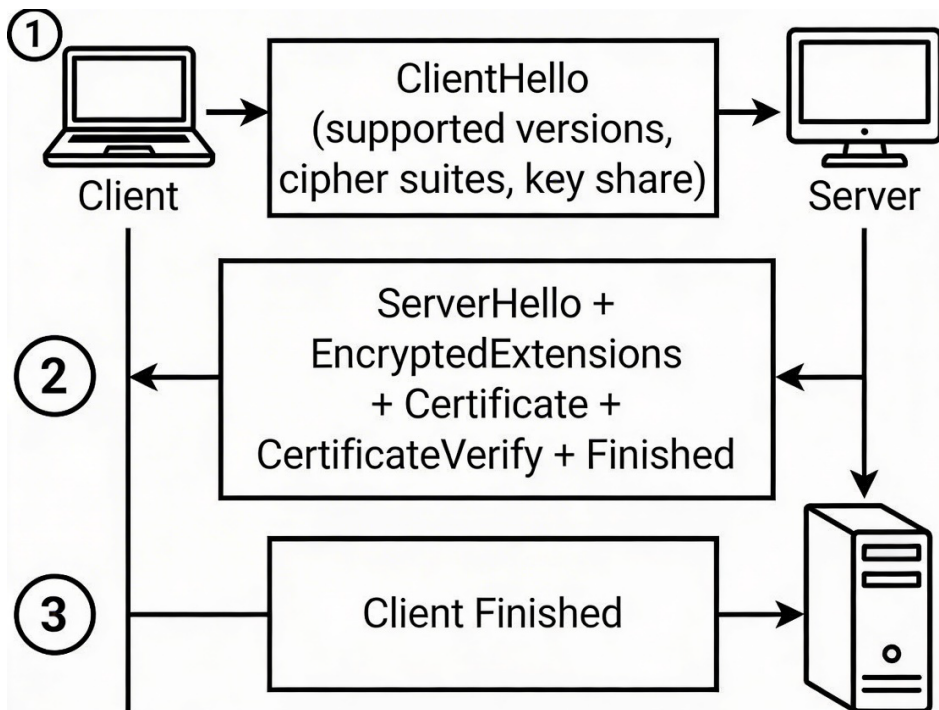 1
ClientHello
(supported versions,
cipher suites, key share)
Client
Server
2
ServerHello +
EncryptedExtensions
+ Certificate +
CertificateVerify + Finished
3
Client Finished